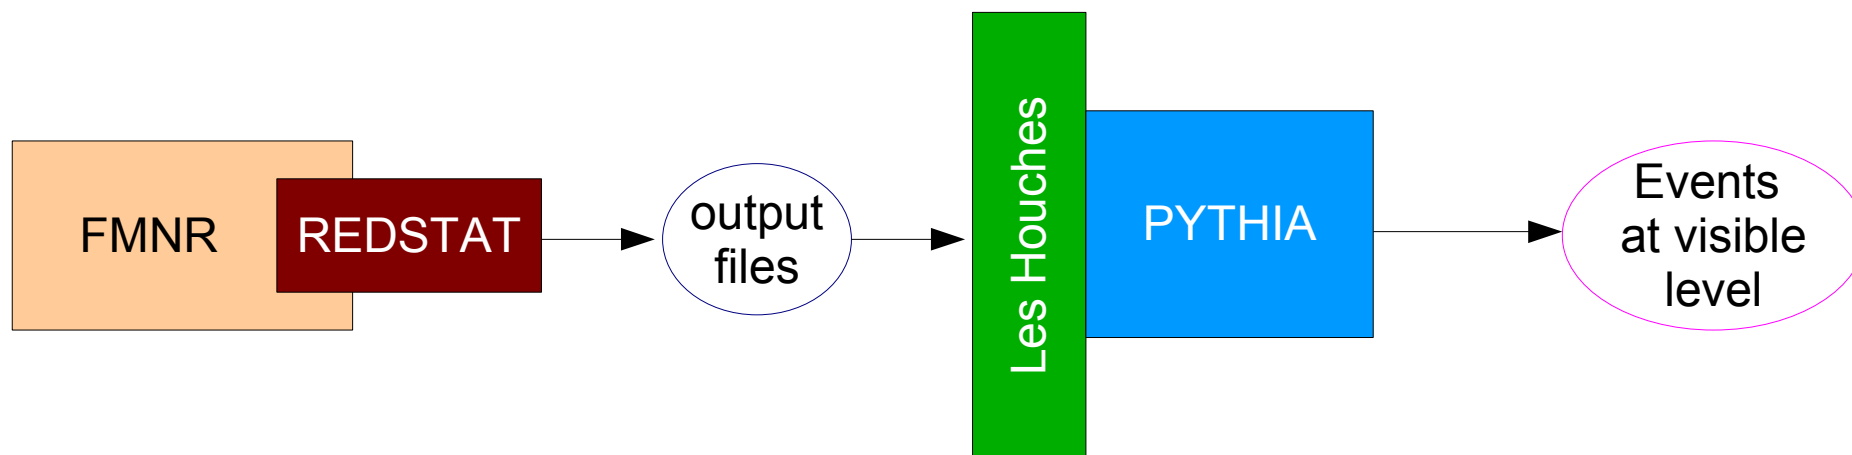 FMNR
REDSTAT
output
files
Les Houches
PYTHIA
Events
at visible
level